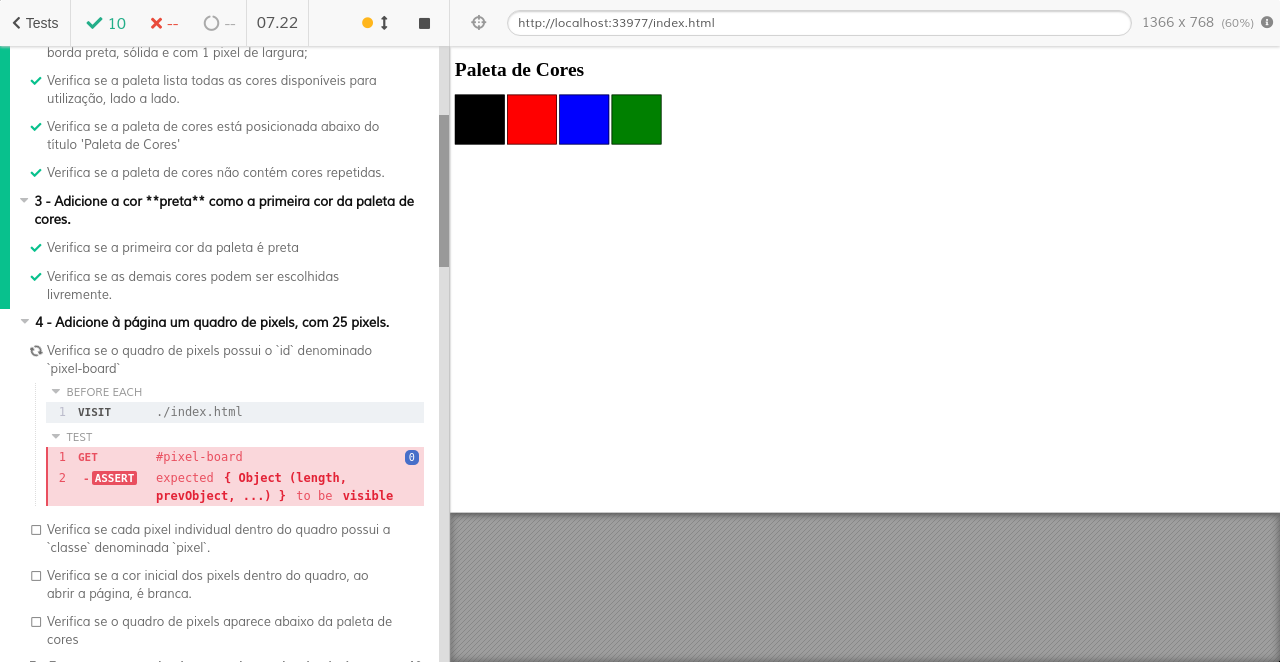 Tests
10
--
--
07.22
http://localhost:33977/index.html
1366 x 768 (60%)
borda preta, sólida e com 1 pixel de largura;
Verifica se a paleta lista todas as cores disponíveis para
utilização, lado a lado.
Verifica se a paleta de cores está posicionada abaixo do
título 'Paleta de Cores'
Verifica se a paleta de cores não contém cores repetidas.
3 - Adicione a cor **preta** como a primeira cor da paleta de
cores.
Verifica se a primeira cor da paleta é preta
Verifica se as demais cores podem ser escolhidas
livremente.
4 - Adicione à página um quadro de pixels, com 25 pixels.
Verifica se o quadro de pixels possui o `id` denominado
`pixel-board`
BEFORE EACH
1 VISIT ./index.html
TEST
1 GET #pixel-board 0
2 -ASSERT expected { Object (length,
prevObject, ...) } to be visible
Verifica se cada pixel individual dentro do quadro possui a
`classe` denominada `pixel`.
Verifica se a cor inicial dos pixels dentro do quadro, ao
abrir a página, é branca.
Verifica se o quadro de pixels aparece abaixo da paleta de
cores
Paleta de Cores